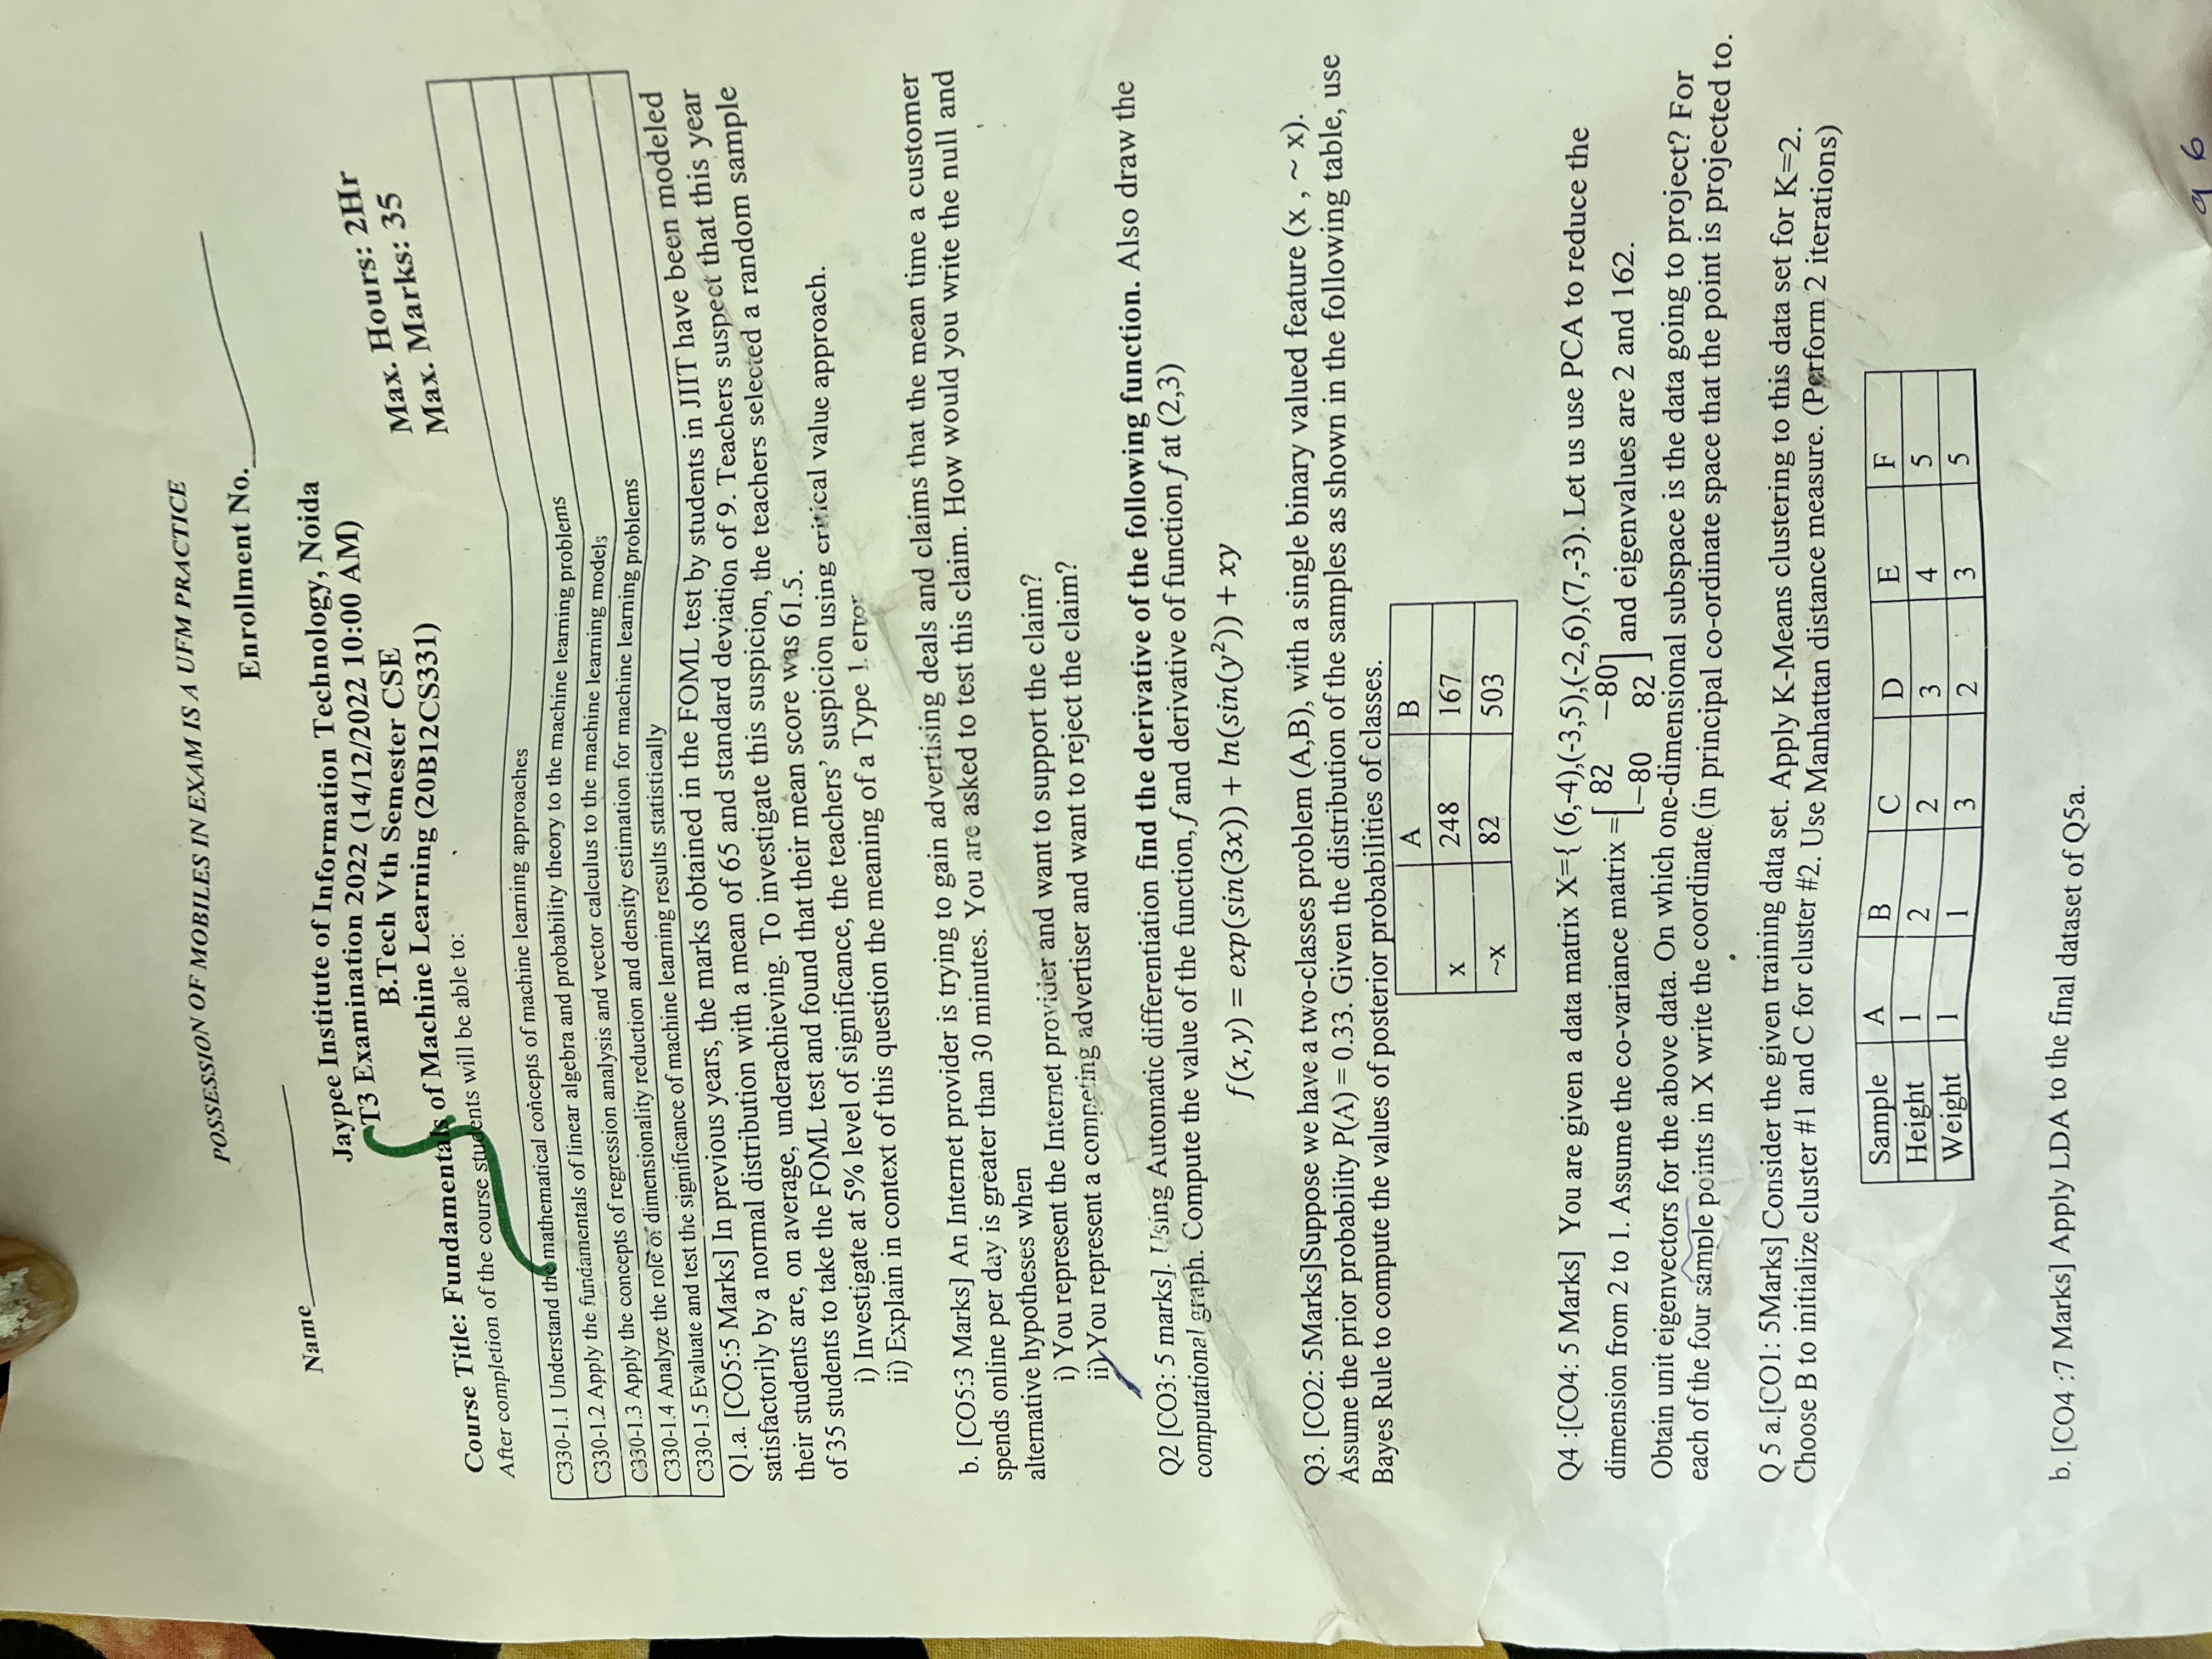 POSSESSION OF MOBILES IN EXAM IS A UFM PRACTICE
Enrollment No.
Name
Jaypee Institute of Information Technology, Noida
T3 Examination 2022 (14/12/2022 10:00 AM)
B.Tech Vth Semester CSE
Max. Hours: 2Hr
Course Title: Fundamentals of Machine Learning (20B12CS331)
Max. Marks: 35
After completion of the course students will be able to:
C330-1.1 Understand the mathematical concepts of machine learning approaches
C330-1.2 Apply the fundamentals of linear algebra and probability theory to the machine learning problems
C330-1.3 Apply the concepts of regression analysis and vector calculus to the machine learning models
C330-1.4 Analyze the role of dimensionality reduction and density estimation for machine learning problems
C330-1.5 Evaluate and test the significance of machine learning results statistically
Q1.a. [CO5:5 Marks] In previous years, the marks obtained in the FOML test by students in JIIT have been modeled
satisfactorily by a normal distribution with a mean of 65 and standard deviation of 9. Teachers suspect that this year
their students are, on average, underachieving. To investigate this suspicion, the teachers selected a random sample
of 35 students to take the FOML test and found that their mean score was 61.5.
i) Investigate at 5% level of significance, the teachers' suspicion using critical value approach.
ii) Explain in context of this question the meaning of a Type 1. error
b. [CO5:3 Marks] An Internet provider is trying to gain advertising deals and claims that the mean time a customer
spends online per day is greater than 30 minutes. You are asked to test this claim. How would you write the null and
alternative hypotheses when
i) You represent the Internet provider and want to support the claim?
ii) You represent a competing advertiser and want to reject the claim?
Q2 [CO3: 5 marks]. Using Automatic differentiation find the derivative of the following function. Also draw the
computational graph. Compute the value of the function, f and derivative of function f at (2,3)
f(x,y) = exp(sin(3x)) + ln(sin(y²)) + xy
Q3. [CO2: 5Marks]Suppose we have a two-classes problem (A,B), with a single binary valued feature (x , ~ x).
Assume the prior probability P(A) = 0.33. Given the distribution of the samples as shown in the following table, use
Bayes Rule to compute the values of posterior probabilities of classes.
A B
x 248 167
~x 82 503
Q4 :[CO4: 5 Marks] You are given a data matrix X={ (6,-4),(-3,5),(-2,6),(7,-3). Let us use PCA to reduce the
dimension from 2 to 1. Assume the co-variance matrix =[82 −80 −80 82] and eigenvalues are 2 and 162.
Obtain unit eigenvectors for the above data. On which one-dimensional subspace is the data going to project? For
each of the four sample points in X write the coordinate (in principal co-ordinate space that the point is projected to.
Q 5 a.[CO1: 5Marks] Consider the given training data set. Apply K-Means clustering to this data set for K=2.
Choose B to initialize cluster #1 and C for cluster #2. Use Manhattan distance measure. (Perform 2 iterations)
Sample A B C D E F
Height 1 2 2 3 4 5
Weight 1 1 3 2 3 5
b. [CO4 :7 Marks] Apply LDA to the final dataset of Q5a.